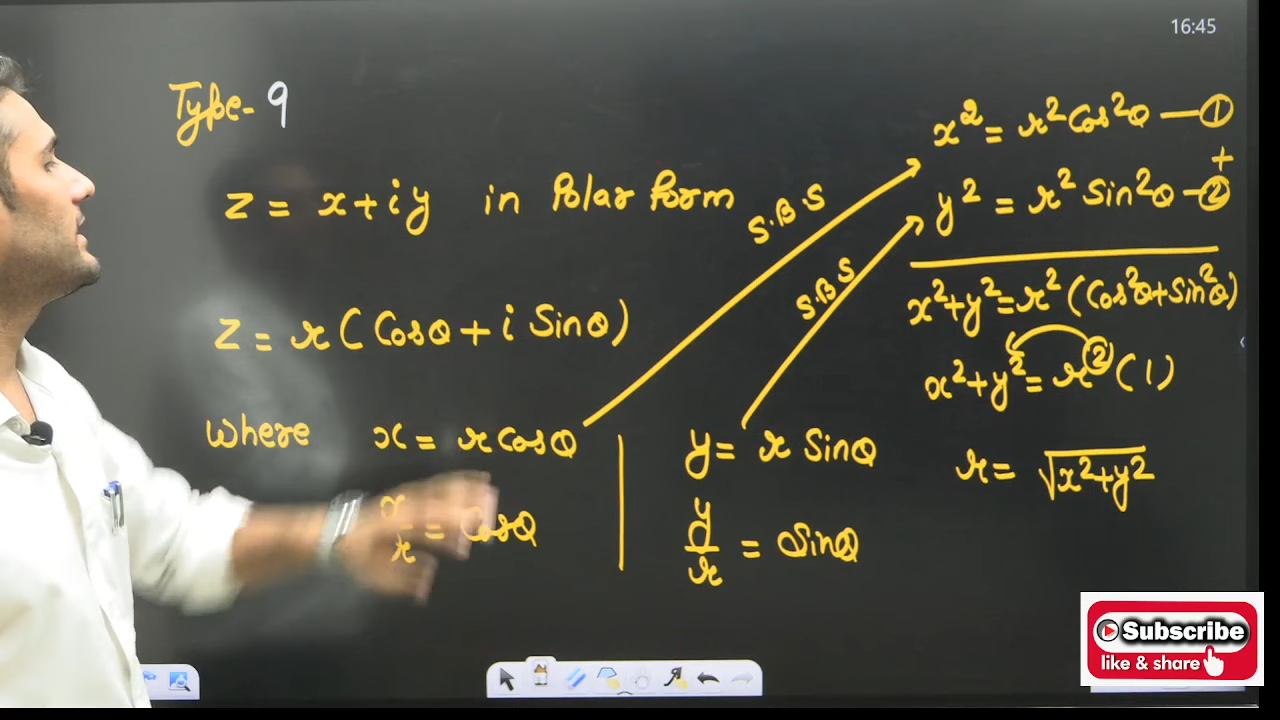 16:45
Type-9
z = x+iy in Polar form
z = r(Cosθ + i Sinθ)
Where x = r Cosθ
x/r = Cosθ
y = r Sinθ
y/r = Sinθ
S.B.S
S.B.S
x² = r² Cos²θ —①
+
y² = r² Sin²θ —②
x²+y² = r² (Cos²θ+Sin²θ)
x²+y² = r² (1)
r = √x²+y²
Subscribe
like & share